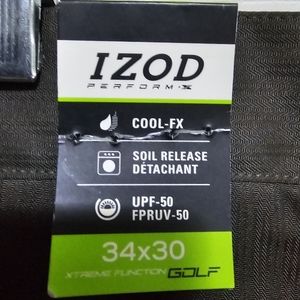 IZOD
PERFORM X
COOL-FX
SOIL RELEASE
DÉTACHANT
UPF-50
FPRUV-50
34x30
XTREME FUNCTION GOLF